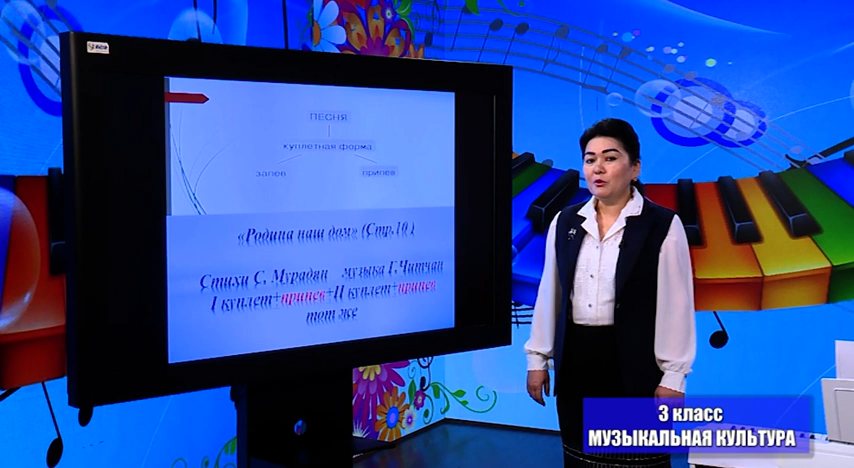 ПЕСНЯ
куплетная форма
запев припев
«Родина наш дом» (Стр.10 )
Стихи С. Мурадян музыка Г.Читчан
I куплет+припев+II куплет+припев
тот же
3 класс
МУЗЫКАЛЬНАЯ КУЛЬТУРА